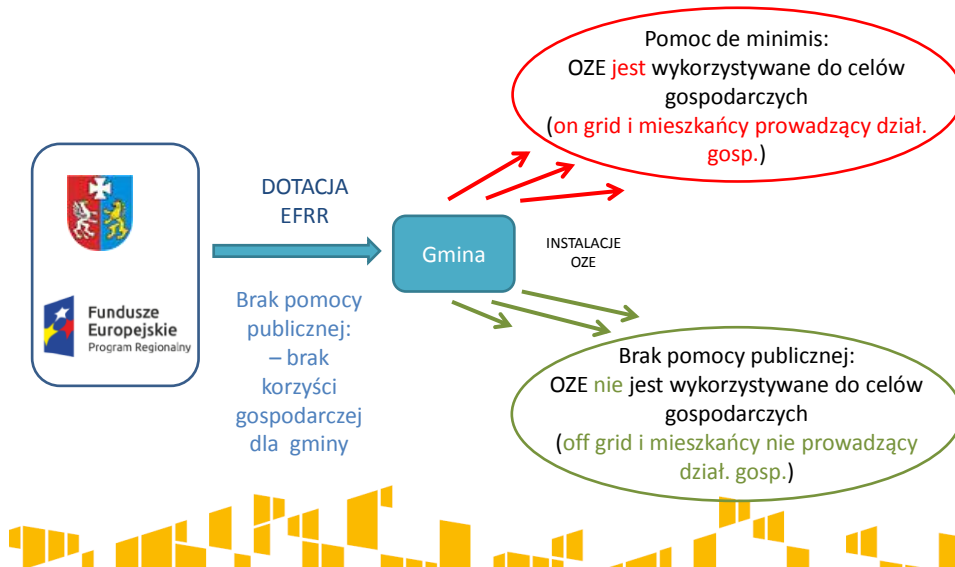 Pomoc de minimis:
OZE jest wykorzystywane do celów
gospodarczych
(on grid i mieszkańcy prowadzący dział.
gosp.)
DOTACJA
EFRR
Gmina
INSTALACJE
OZE
Fundusze
Europejskie
Program Regionalny
Brak pomocy
publicznej:
– brak
korzyści
gospodarczej
dla gminy
Brak pomocy publicznej:
OZE nie jest wykorzystywane do celów
gospodarczych
(off grid i mieszkańcy nie prowadzący
dział. gosp.)